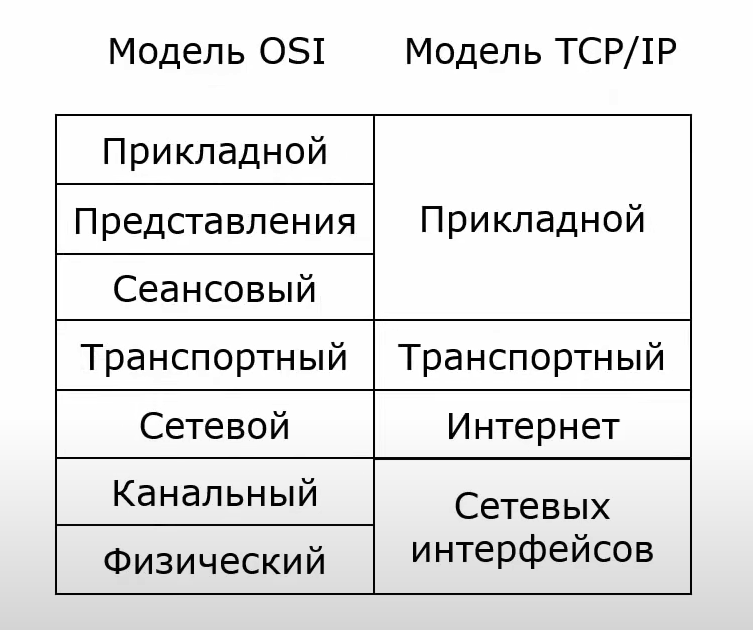 Модель OSI
Модель TCP/IP
Прикладной
Представления
Сеансовый
Транспортный
Сетевой
Канальный
Физический
Прикладной
Транспортный
Интернет
Сетевых
интерфейсов